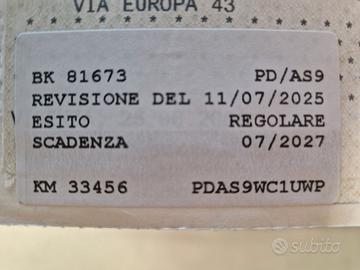 VIA EUROPA 43
BK 81673 PD/AS9
REVISIONE DEL 11/07/2025
ESITO REGOLARE
SCADENZA 07/2027
KM 33456 PDAS9WC1UWP
subito